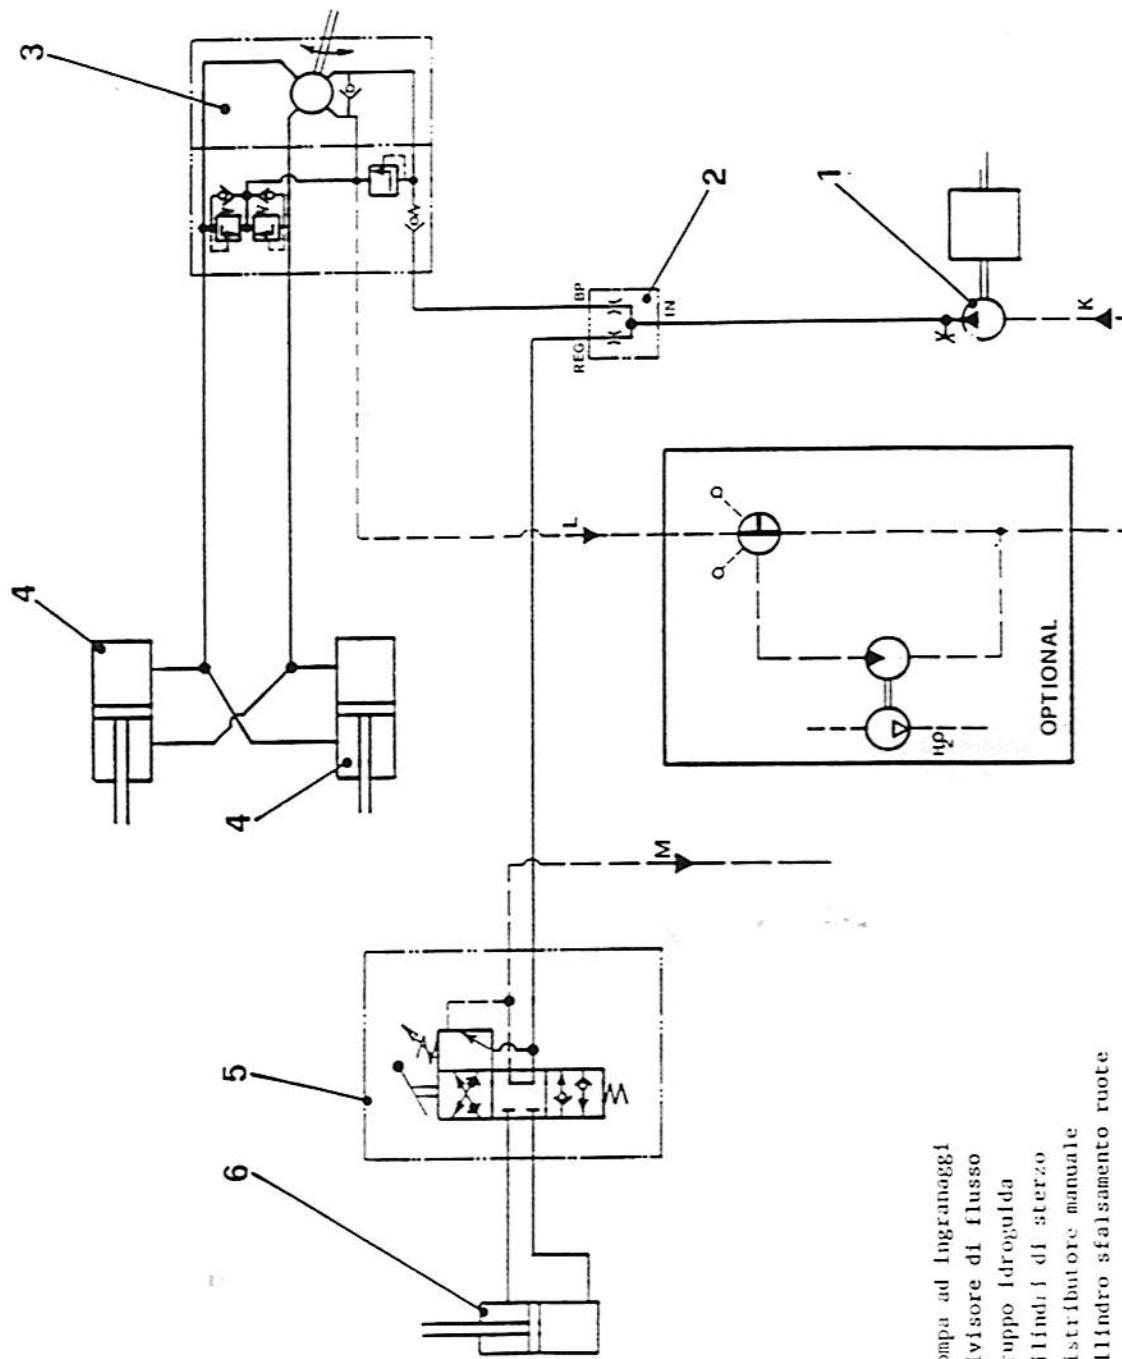 3
BP
2
REG
IN
1
K
L
4
4
OPTIONAL
H2O
M
5
6
ompa ad ingranaggi
ivisore di flusso
ruppo idroguida
ilindri di sterzo
istributore manuale
ilindro sfalsamento ruote